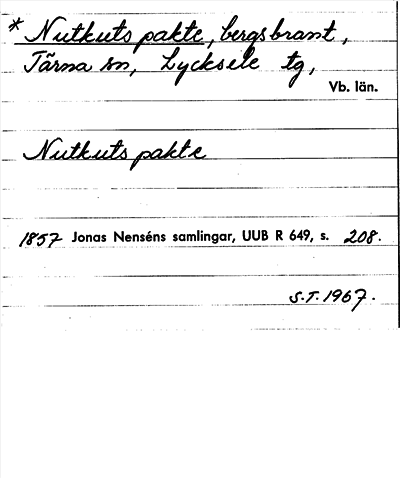 * Nutkuts pakte, bergsbrant,
Tärna sn, Lycksele tg,
Vb. län.
Nutkuts pakte
1857 Jonas Nenséns samlingar, UUB R 649, s. 208.
S.T. 1967.